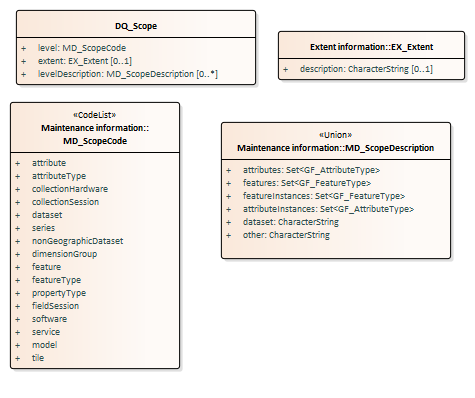 DQ_Scope
+ level: MD_ScopeCode
+ extent: EX_Extent [0..1]
+ levelDescription: MD_ScopeDescription [0..*]
Extent information::EX_Extent
+ description: CharacterString [0..1]
«CodeList»
Maintenance information::
MD_ScopeCode
+ attribute
+ attributeType
+ collectionHardware
+ collectionSession
+ dataset
+ series
+ nonGeographicDataset
+ dimensionGroup
+ feature
+ featureType
+ propertyType
+ fieldSession
+ software
+ service
+ model
+ tile
«Union»
Maintenance information::MD_ScopeDescription
+ attributes: Set<GF_AttributeType>
+ features: Set<GF_FeatureType>
+ featureInstances: Set<GF_FeatureType>
+ attributeInstances: Set<GF_AttributeType>
+ dataset: CharacterString
+ other: CharacterString